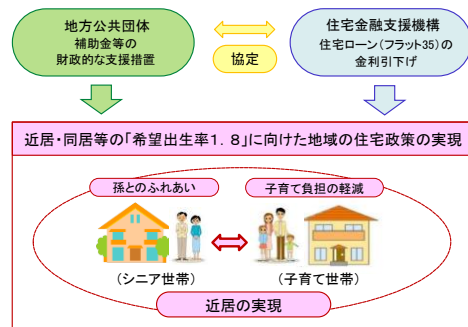 地方公共団体
補助金等の
財政的な支援措置
協定
住宅金融支援機構
住宅ローン(フラット35)の
金利引下げ
近居・同居等の「希望出生率1.8」に向けた地域の住宅政策の実現
孫とのふれあい
子育て負担の軽減
(シニア世帯)
(子育て世帯)
近居の実現